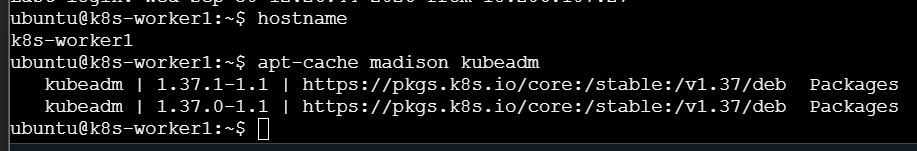 ubuntu@k8s-worker1:~$ hostname
k8s-worker1
ubuntu@k8s-worker1:~$ apt-cache madison kubeadm
   kubeadm | 1.37.1-1.1 | https://pkgs.k8s.io/core:/stable:/v1.37/deb  Packages
   kubeadm | 1.37.0-1.1 | https://pkgs.k8s.io/core:/stable:/v1.37/deb  Packages
ubuntu@k8s-worker1:~$